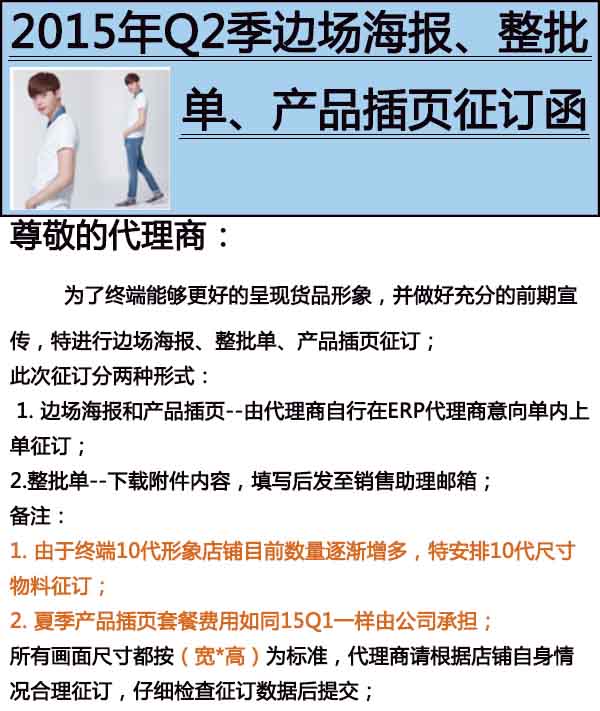 2015年Q2季边场海报、整批
单、产品插页征订函
尊敬的代理商：
为了终端能够更好的呈现货品形象，并做好充分的前期宣
传，特进行边场海报、整批单、产品插页征订；
此次征订分两种形式：
1. 边场海报和产品插页--由代理商自行在ERP代理商意向单内上
单征订；
2.整批单--下载附件内容，填写后发至销售助理邮箱；
备注：
1. 由于终端10代形象店铺目前数量逐渐增多，特安排10代尺寸
物料征订；
2. 夏季产品插页套餐费用如同15Q1一样由公司承担；
所有画面尺寸都按（宽*高）为标准，代理商请根据店铺自身情
况合理征订，仔细检查征订数据后提交；